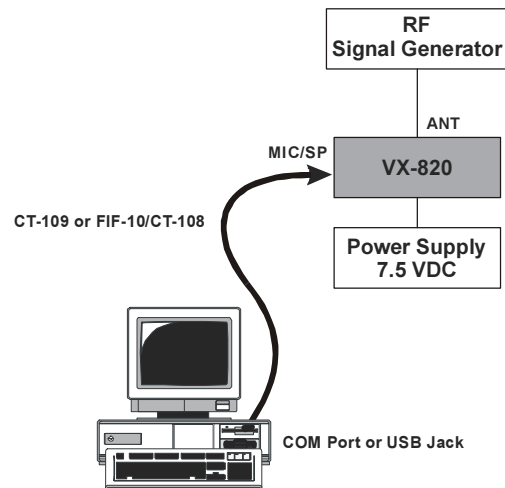 RF
Signal Generator
ANT
MIC/SP
VX-820
CT-109 or FIF-10/CT-108
Power Supply
7.5 VDC
COM Port or USB Jack